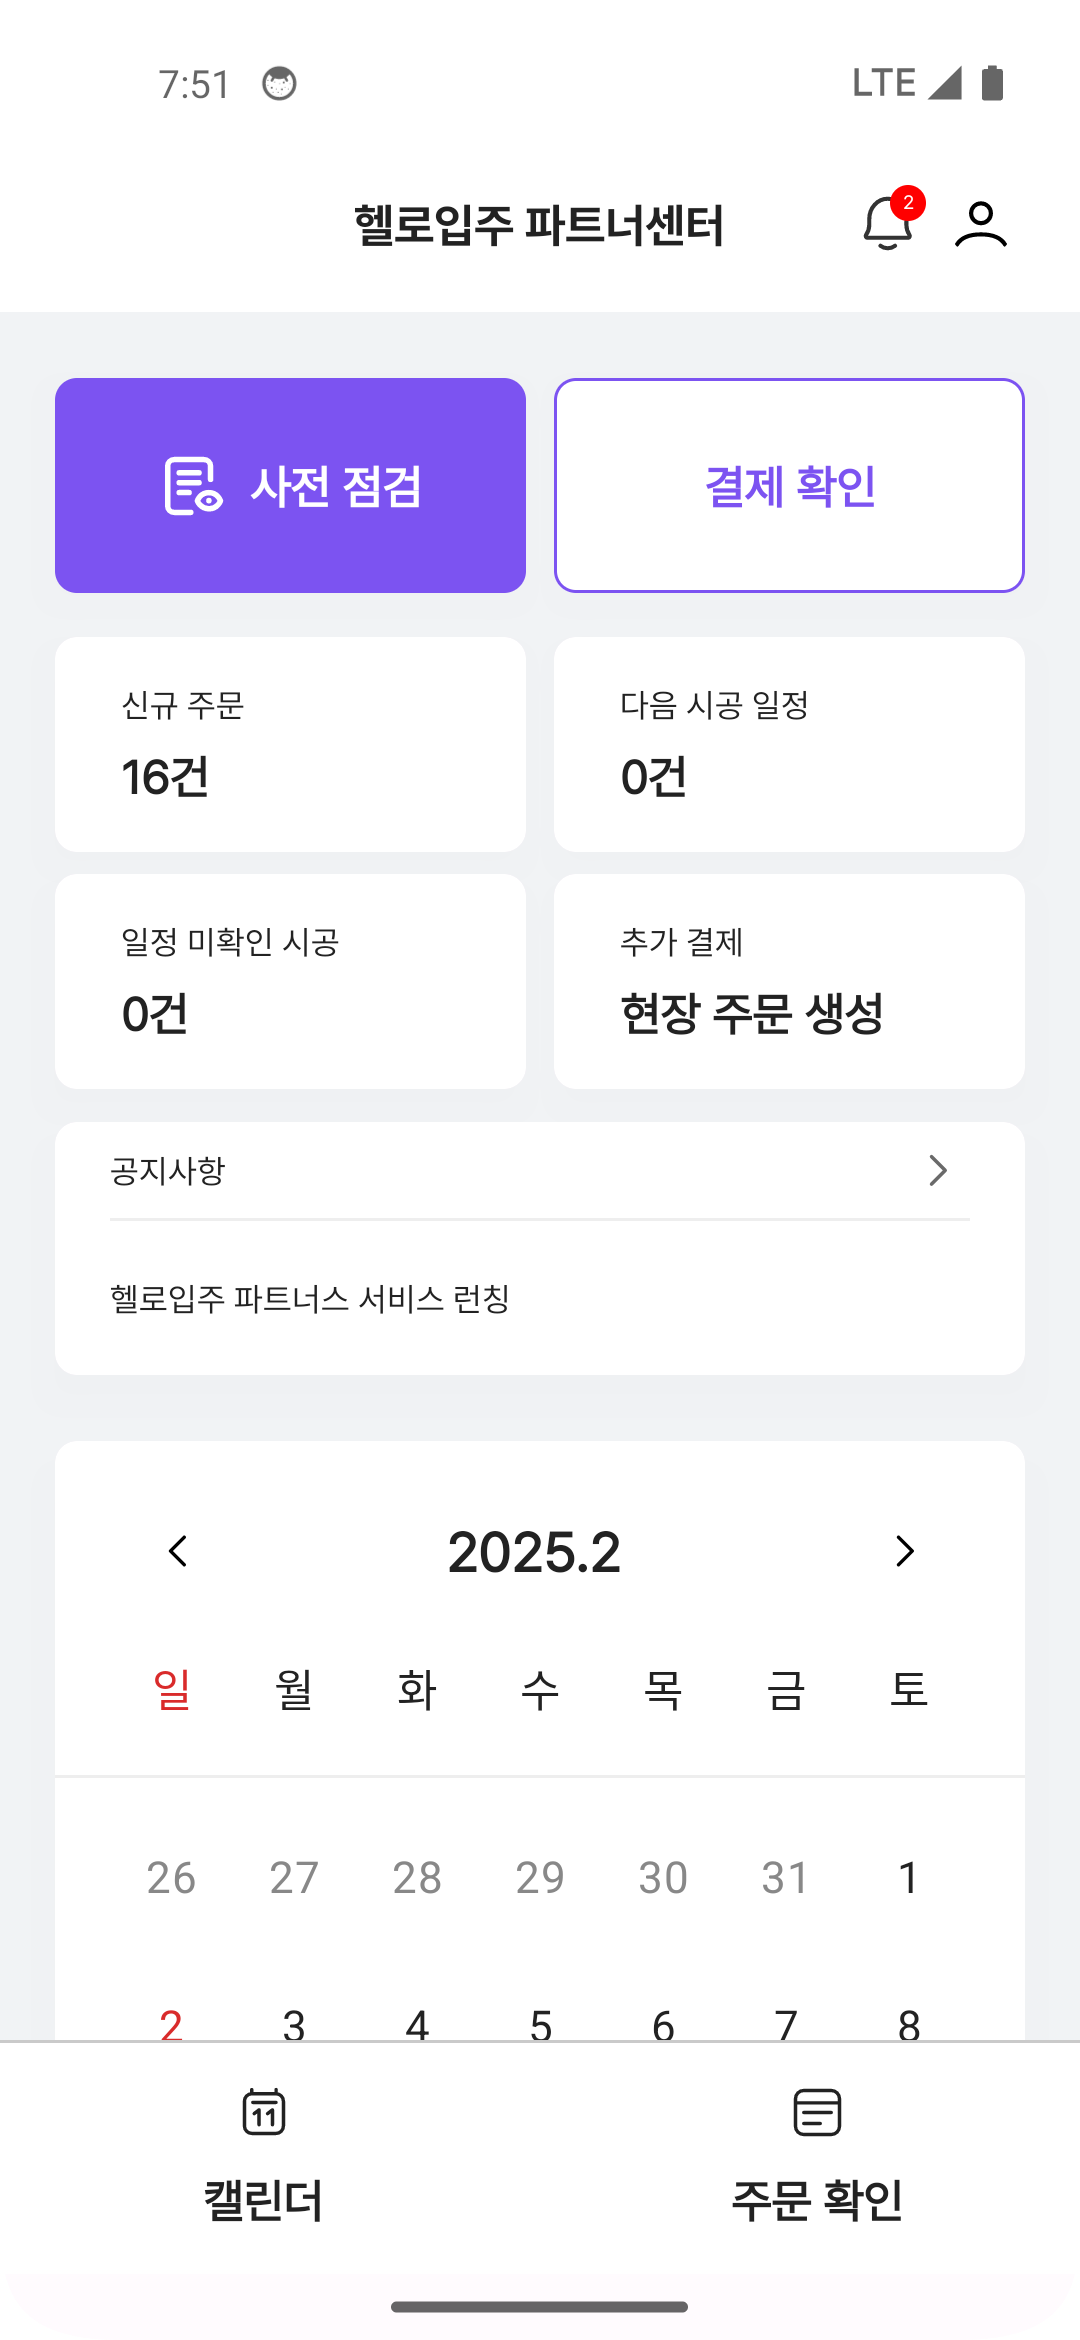 7:51 LTE
헬로입주 파트너센터 2
사전 점검 결제 확인
신규 주문 다음 시공 일정
16건 0건
일정 미확인 시공 추가 결제
0건 현장 주문 생성
공지사항
헬로입주 파트너스 서비스 런칭
2025.2
일 월 화 수 목 금 토
26 27 28 29 30 31 1
2 3 4 5 6 7 8
11
캘린더 주문 확인